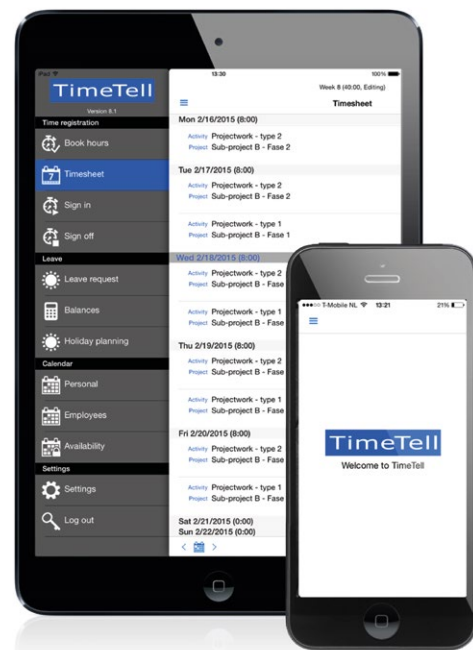 iPad
13:30
100%
TimeTell
Version 9.1
Time registration
Book hours
7
Timesheet
Sign in
Sign off
Leave
Leave request
Balances
Holiday planning
Calendar
Personal
Employees
Availability
Settings
Settings
Log out
Week 8 (40:00, Editing)
Timesheet
Mon 2/16/2015 (8:00)
Activity Projectwork - type 2
Project Sub-project B - Fase 2
Tue 2/17/2015 (8:00)
Activity Projectwork - type 2
Project Sub-project B - Fase 2
Activity Projectwork - type 1
Project Sub-project B - Fase 1
Wed 2/18/2015 (8:00)
Activity Projectwork - type 2
Project Sub-project B - Fase
Activity Projectwork - type 1
Project Sub-project B - Fase
Thu 2/19/2015 (8:00)
Activity Projectwork - type 2
Project Sub-project B - Fase
Activity Projectwork - type 1
Project Sub-project B - Fase
Fri 2/20/2015 (8:00)
Activity Projectwork - type 2
Project Sub-project B - Fase
Activity Projectwork - type 1
Project Sub-project B - Fase
Sat 2/21/2015 (0:00)
Sun 2/22/2015 (0:00)
T-Mobile NL 13:21 21%
TimeTell
Welcome to TimeTell